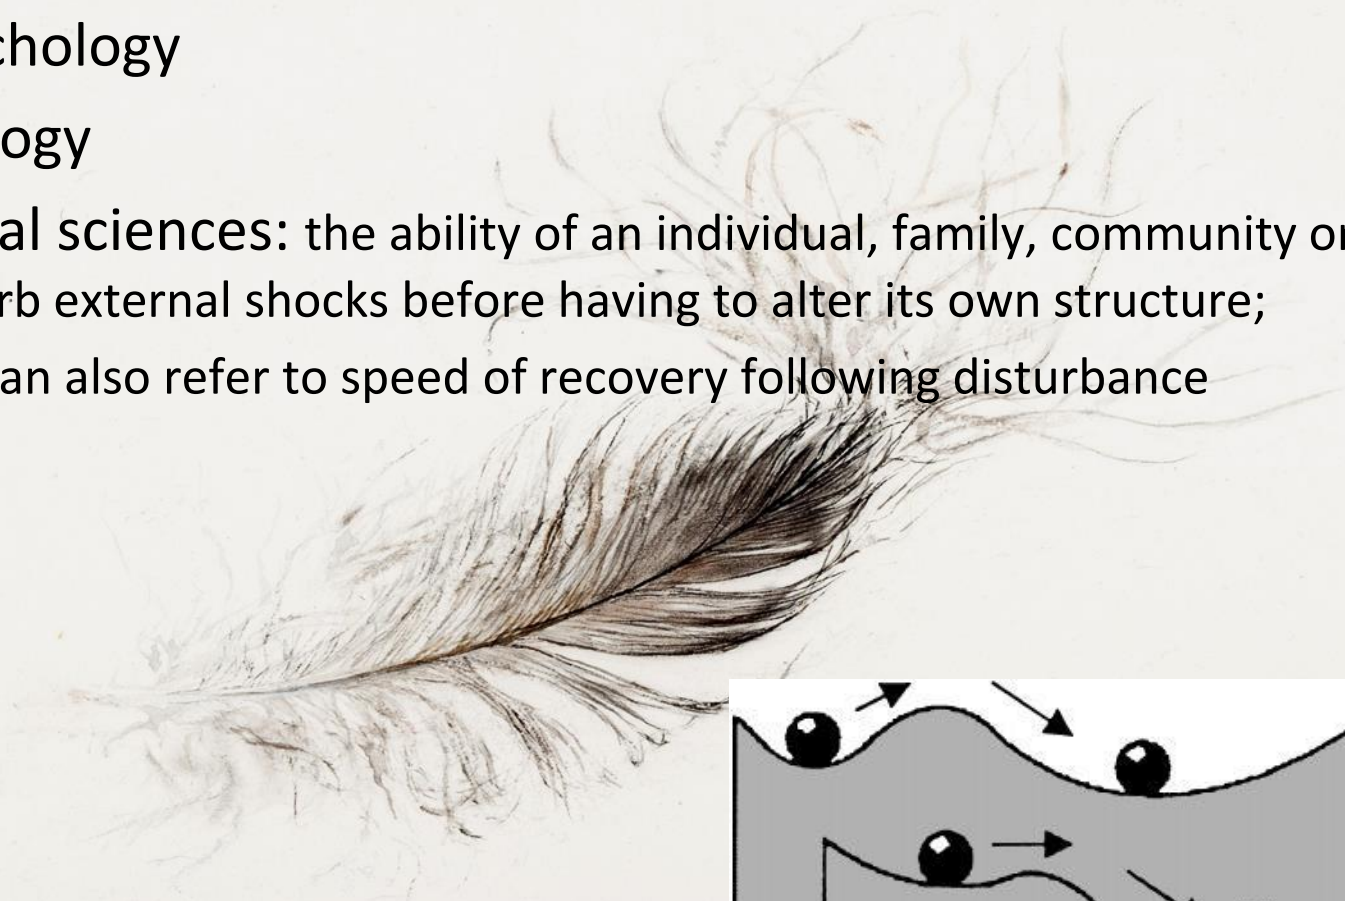 chology
ogy
al sciences: the ability of an individual, family, community or
rb external shocks before having to alter its own structure;
an also refer to speed of recovery following disturbance